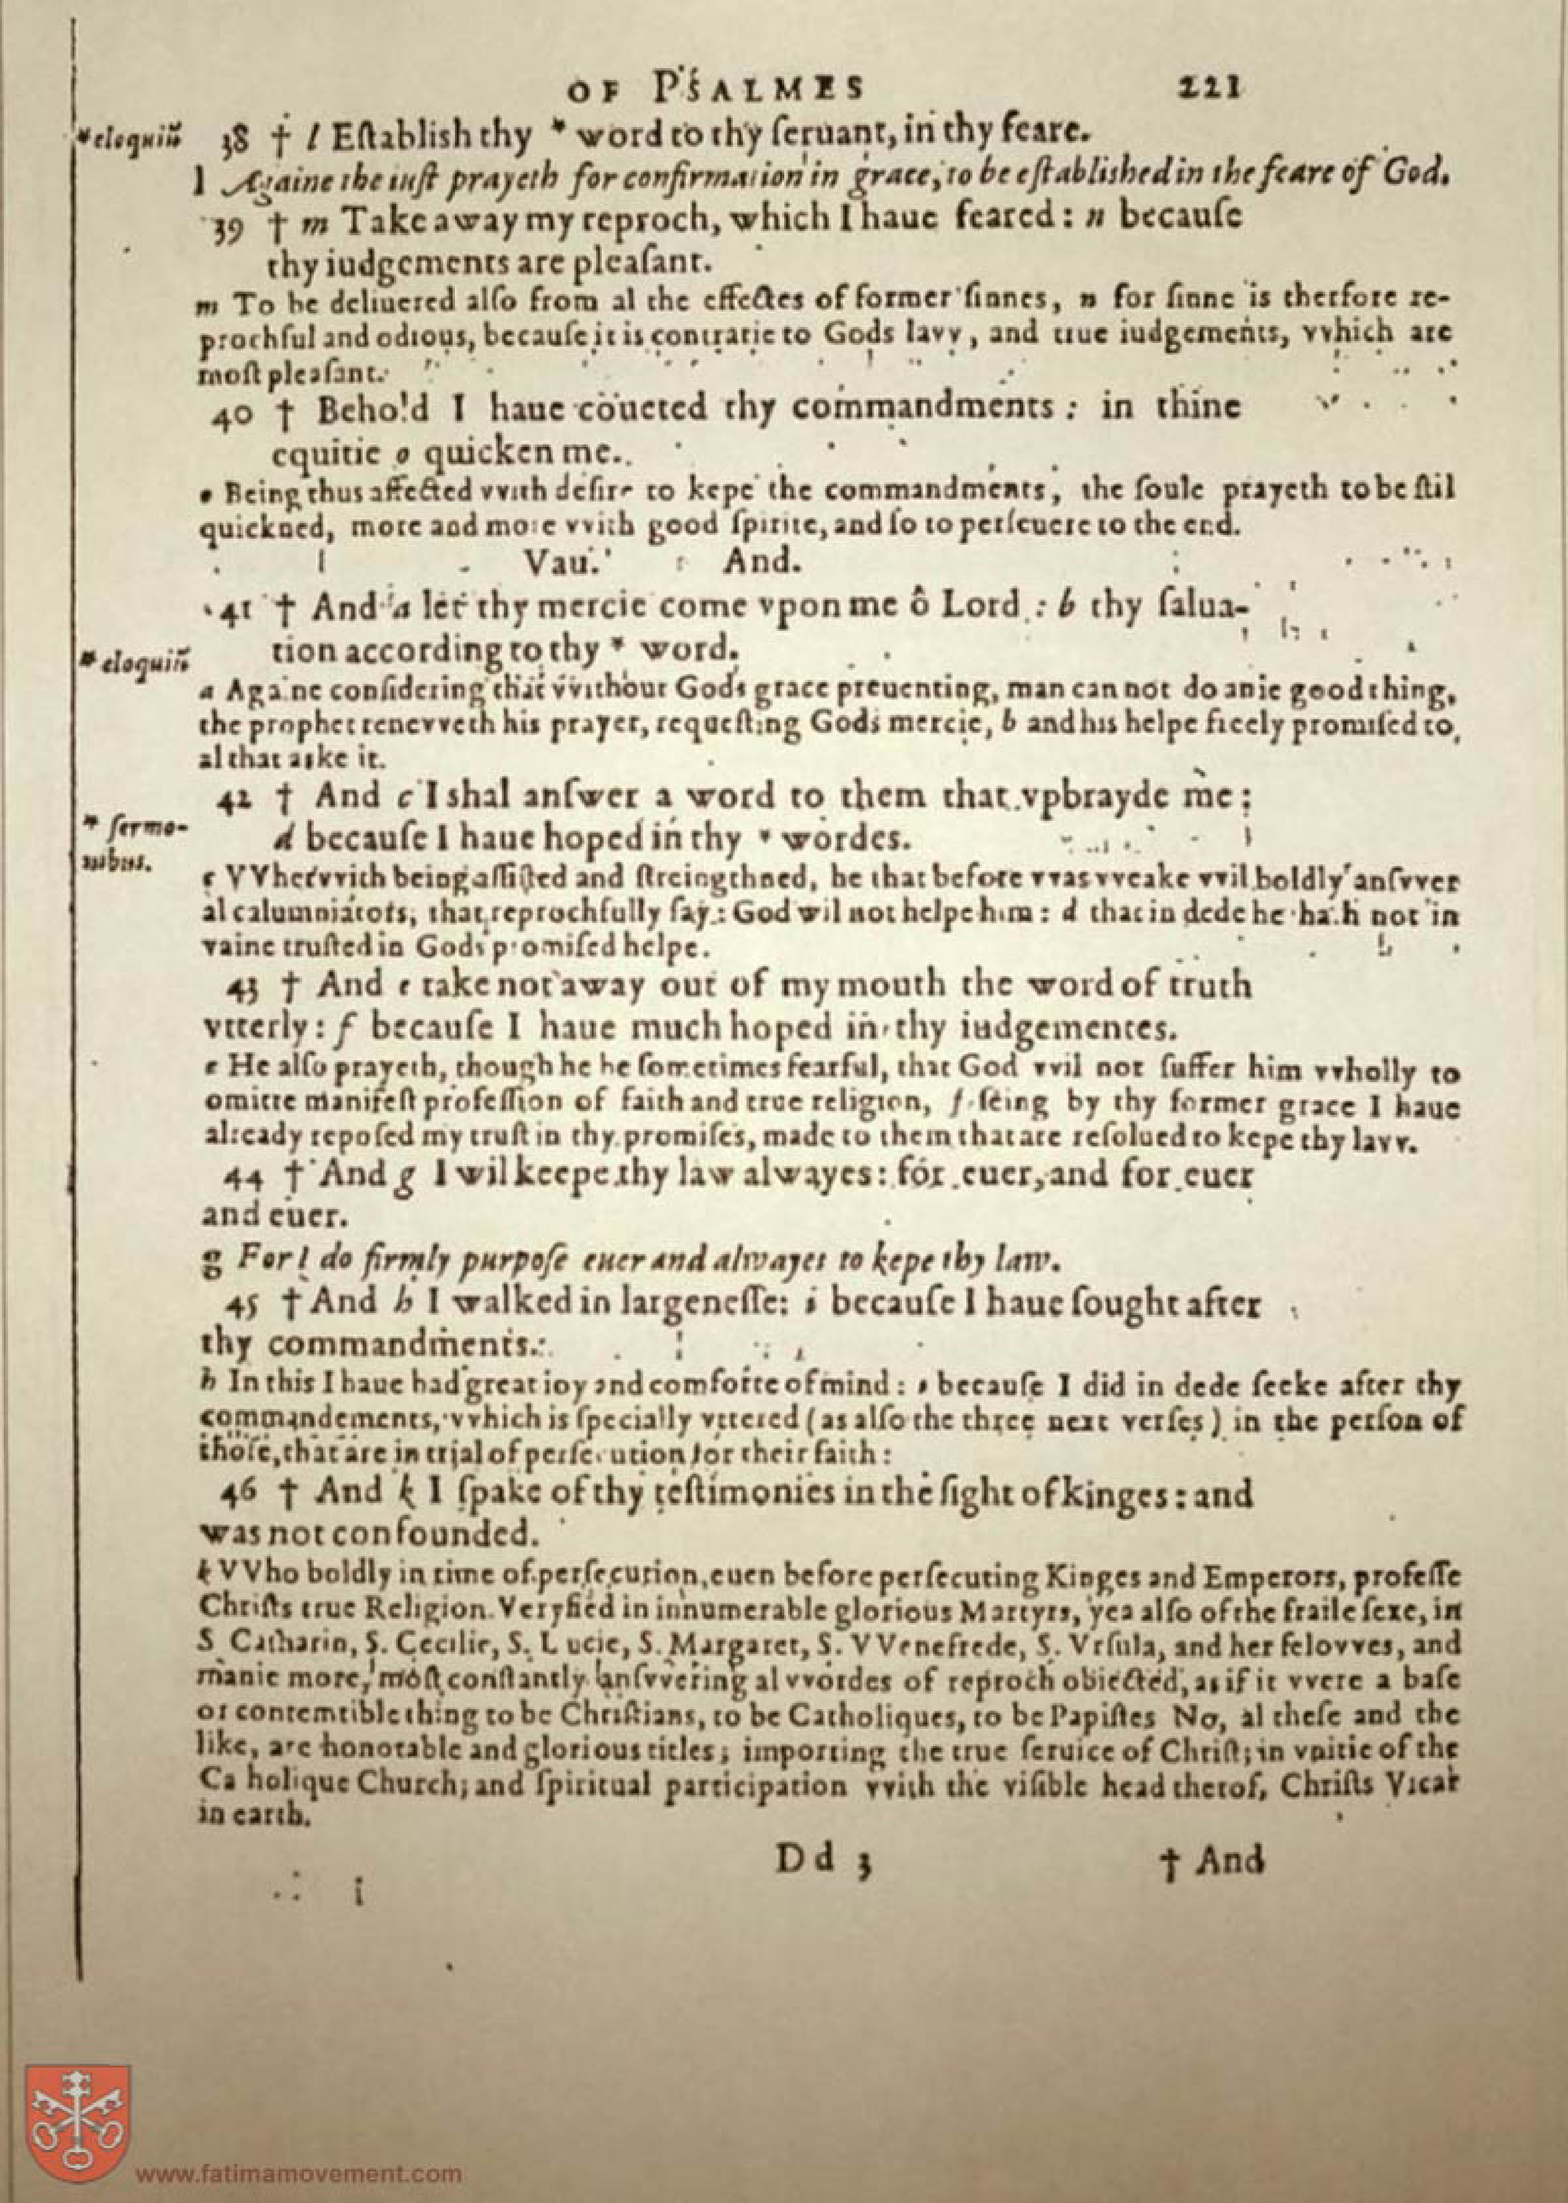 OF PSALMES 221
*eloquiũ 38 † l Eſtabliſh thy * word to thy ſeruant, in thy feare.
l Againe the iuſt prayeth for confirmation in grace, to be eſtabliſhed in the feare of God.
39 † m Take away my reproch, which I haue feared: n becauſe
thy iudgements are pleaſant.
m To be deliuered alſo from al the effectes of former ſinnes, n for ſinne is therfore re-
prochful and odious, becauſe it is contrarie to Gods lavv, and true iudgements, vvhich are
moſt pleaſant.
40 † Behold I haue coueted thy commandments: in thine
equitie o quicken me.
o Being thus affected vvith deſire to kepe the commandments, the ſoule prayeth to be ſtil
quickned, more and more vvith good ſpirite, and ſo to perſeuere to the end.
Vau. And.
41 † And a let thy mercie come vpon me ô Lord: b thy ſalua-
*eloquiũ tion according to thy * word.
a Againe conſidering that vvithout Gods grace preuenting, man can not do anie good thing,
the prophet renevveth his prayer, requeſting Gods mercie, b and his helpe freely promiſed to
al that aske it.
42 † And c I shal anſwer a word to them that vpbrayde me:
* ſermo-
nibus. d becauſe I haue hoped in thy * wordes.
c VVhervvith being aſſiſted and ſtreingthned, he that before vvas vveake vvil boldly anſvver
al calumniators, that reprochfully ſay: God wil not helpe him: d that in dede he hath not in
vaine truſted in Gods promiſed helpe.
43 † And e take not away out of my mouth the word of truth
vtterly: f becauſe I haue much hoped in thy iudgementes.
e He alſo prayeth, though he be ſometimes fearful, that God vvil not ſuffer him vvholly to
omitte manifeſt profeſſion of faith and true religion, f ſeing by thy former grace I haue
already repoſed my truſt in thy promiſes, made to them that are reſolued to kepe thy lavv.
44 † And g I wil keepe thy law alwayes: for euer, and for euer
and euer.
g For I do firmly purpoſe euer and alwayes to kepe thy law.
45 † And h I walked in largeneſſe: i becauſe I haue ſought after
thy commandments.
h In this I haue had great ioy and comforte of mind: i becauſe I did in dede ſeeke after thy
commandements, vvhich is ſpecially vttered (as alſo the three next verſes) in the perſon of
thoſe, that are in trial of perſecution for their faith:
46 † And k I ſpake of thy teſtimonies in the ſight of kinges: and
was not confounded.
k VVho boldly in time of perſecution, euen before perſecuting Kinges and Emperors, profeſſe
Chriſts true Religion. Veryfied in innumerable glorious Martyrs, yea alſo of the fraile ſexe, in
S Catharin, S. Cecilie, S. Lucie, S. Margaret, S. VVenefrede, S. Vrſula, and her felovves, and
manie more, moſt conſtantly anſvvering al vvordes of reproch obiected, as if it vvere a baſe
or contemtible thing to be Chriſtians, to be Catholiques, to be Papiſtes No, al theſe and the
like, are honorable and glorious titles; importing the true ſeruice of Chriſt; in vnitie of the
Ca holique Church; and ſpiritual participation vvith the viſible head therof, Chriſts Vicar
in earth.
Dd 3 † And
www.fatimamovement.com